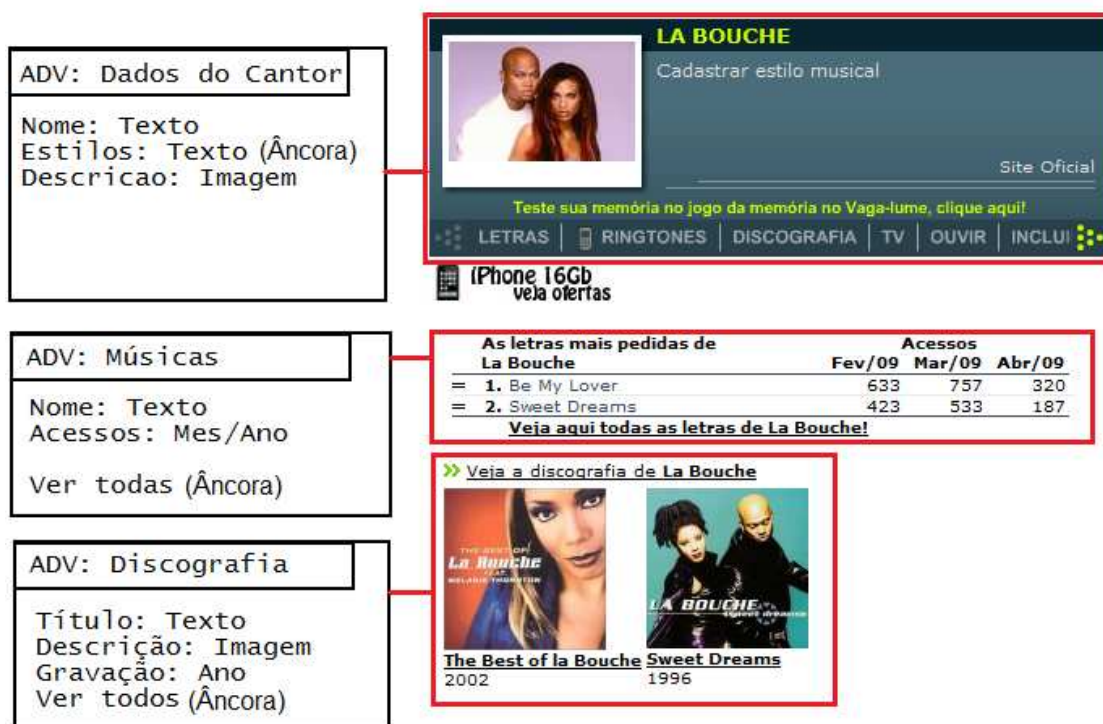 ADV: Dados do Cantor
Nome: Texto
Estilos: Texto (Âncora)
Descricao: Imagem
LA BOUCHE
Cadastrar estilo musical
Site Oficial
Teste sua memória no jogo da memória no Vaga-lume, clique aqui!
LETRAS RINGTONES DISCOGRAFIA TV OUVIR INCLUI
iPhone 16Gb
veja ofertas
ADV: Músicas
Nome: Texto
Acessos: Mes/Ano
Ver todas (Âncora)
As letras mais pedidas de Acessos
La Bouche Fev/09 Mar/09 Abr/09
= 1. Be My Lover 633 757 320
= 2. Sweet Dreams 423 533 187
Veja aqui todas as letras de La Bouche!
ADV: Discografia
Título: Texto
Descrição: Imagem
Gravação: Ano
Ver todos (Âncora)
Veja a discografia de La Bouche
THE BEST OF
La Bouche
FEAT.
MELANIE THORNTON
LA BOUCHE
sweet dreams
The Best of la Bouche Sweet Dreams
2002 1996